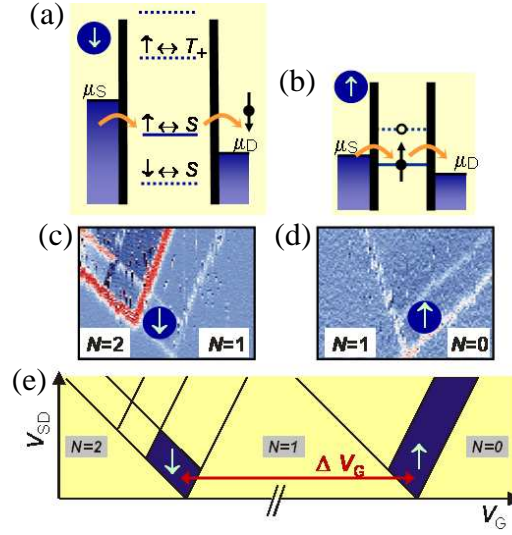 (a)
↓
↑ ↔ T+
μS
↑ ↔ S
μD
↓ ↔ S
(b)
↑
μS
μD
(c)
↓
N=2
N=1
(d)
↑
N=1
N=0
(e)
VSD
N=2
N=1
N=0
↓
ΔVG
↑
VG